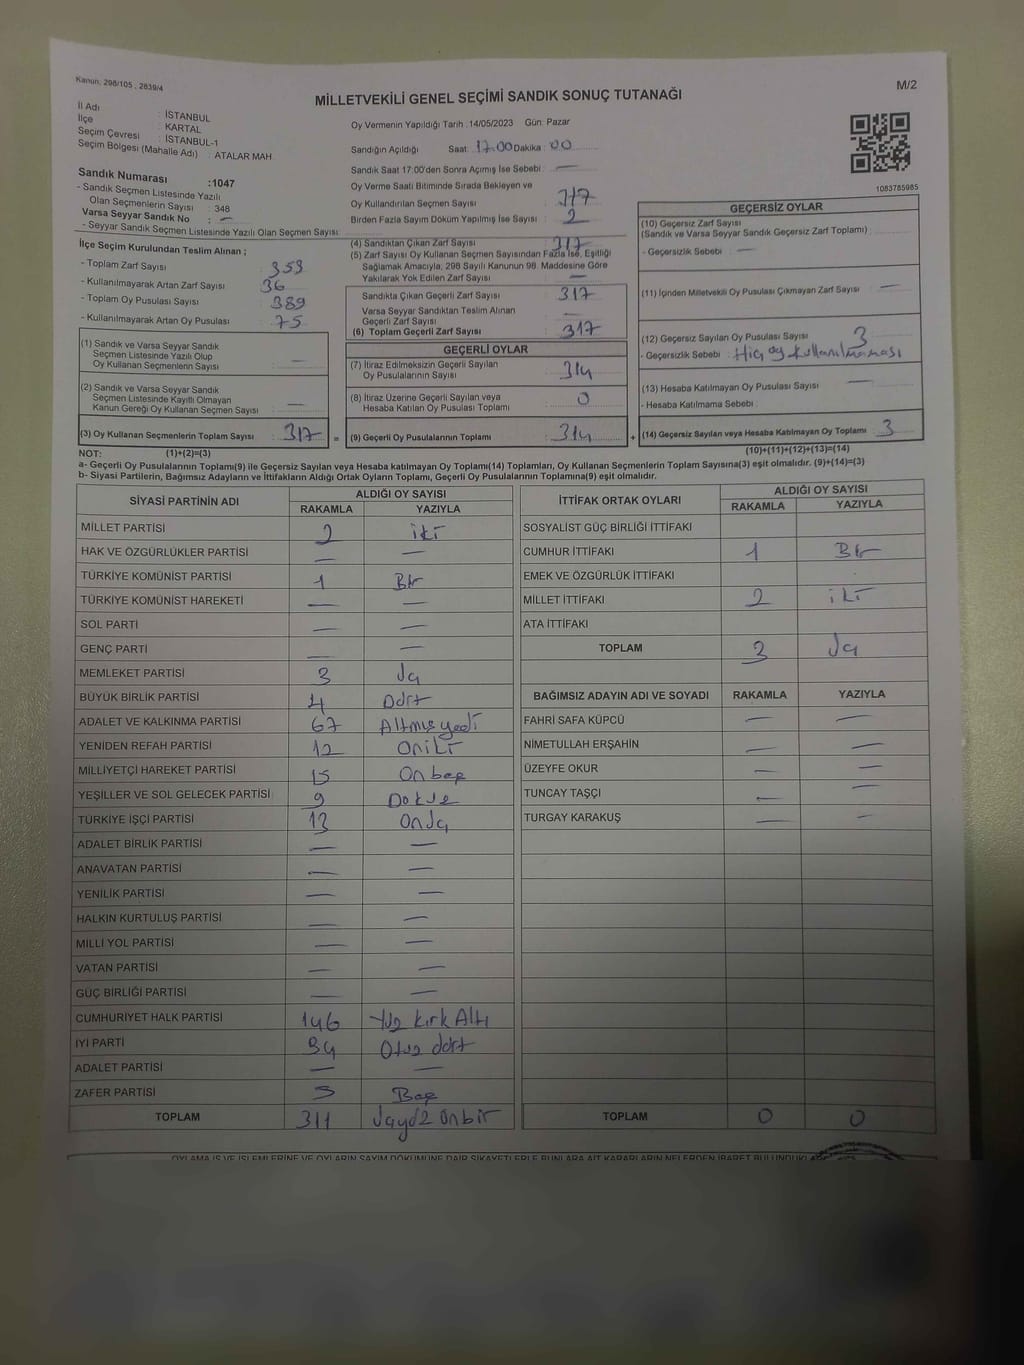 Kanun: 298/105 , 2839/4
M/2
MİLLETVEKİLİ GENEL SEÇİMİ SANDIK SONUÇ TUTANAĞI
İl Adı : İSTANBUL
İlçe : KARTAL
Seçim Çevresi : İSTANBUL-1
Seçim Bölgesi (Mahalle Adı) : ATALAR MAH.
Sandık Numarası :1047
- Sandık Seçmen Listesinde Yazılı
Olan Seçmenlerin Sayısı : 348
Varsa Seyyar Sandık No : —
- Seyyar Sandık Seçmen Listesinde Yazılı Olan Seçmen Sayısı:
Oy Vermenin Yapıldığı Tarih :14/05/2023 Gün: Pazar
Sandığın Açıldığı Saat: 17.00 Dakika: 00
Sandık Saat 17:00'den Sonra Açımış İse Sebebi: —
Oy Verme Saati Bitiminde Sırada Bekleyen ve
Oy Kullandırılan Seçmen Sayısı :
Birden Fazla Sayım Döküm Yapılmış İse Sayısı : 2
1083785985
İlçe Seçim Kurulundan Teslim Alınan ;
- Toplam Zarf Sayısı : 353
- Kullanılmayarak Artan Zarf Sayısı : 36
- Toplam Oy Pusulası Sayısı : 389
- Kullanılmayarak Artan Oy Pusulası : 75
(4) Sandıktan Çıkan Zarf Sayısı : 317
(5) Zarf Sayısı Oy Kullanan Seçmen Sayısından Fazla İse, Eşitliği
Sağlamak Amacıyla, 298 Sayılı Kanunun 98. Maddesine Göre
Yakılarak Yok Edilen Zarf Sayısı : —
Sandıkta Çıkan Geçerli Zarf Sayısı : 317
Varsa Seyyar Sandıktan Teslim Alınan
Geçerli Zarf Sayısı : —
(6) Toplam Geçerli Zarf Sayısı : 317
GEÇERSİZ OYLAR
(10) Geçersiz Zarf Sayısı
(Sandık ve Varsa Seyyar Sandık Geçersiz Zarf Toplamı) :
- Geçersizlik Sebebi : —
(11) İçinden Milletvekili Oy Pusulası Çıkmayan Zarf Sayısı : —
(12) Geçersiz Sayılan Oy Pusulası Sayısı : 3
- Geçersizlik Sebebi : Hiç oy kullanılmaması
(13) Hesaba Katılmayan Oy Pusulası Sayısı : —
- Hesaba Katılmama Sebebi :
(1) Sandık ve Varsa Seyyar Sandık
Seçmen Listesinde Yazılı Olup
Oy Kullanan Seçmenlerin Sayısı : —
(2) Sandık ve Varsa Seyyar Sandık
Seçmen Listesinde Kayıtlı Olmayan
Kanun Gereği Oy Kullanan Seçmen Sayısı : —
GEÇERLİ OYLAR
(7) İtiraz Edilmeksizin Geçerli Sayılan
Oy Pusulalarının Sayısı : 314
(8) İtiraz Üzerine Geçerli Sayılan veya
Hesaba Katılan Oy Pusulası Toplamı : 0
(3) Oy Kullanan Seçmenlerin Toplam Sayısı : 317 = (9) Geçerli Oy Pusulalarının Toplamı : 314 + (14) Geçersiz Sayılan veya Hesaba Katılmayan Oy Toplamı : 3
NOT: (1)+(2)=(3) (10)+(11)+(12)+(13)=(14)
a- Geçerli Oy Pusulalarının Toplamı(9) ile Geçersiz Sayılan veya Hesaba katılmayan Oy Toplamı(14) Toplamları, Oy Kullanan Seçmenlerin Toplam Sayısına(3) eşit olmalıdır. (9)+(14)=(3)
b- Siyasi Partilerin, Bağımsız Adayların ve İttifakların Aldığı Ortak Oyların Toplamı, Geçerli Oy Pusulalarının Toplamına(9) eşit olmalıdır.
SİYASİ PARTİNİN ADI ALDIĞI OY SAYISI
RAKAMLA YAZIYLA
MİLLET PARTİSİ 2 iki
HAK VE ÖZGÜRLÜKLER PARTİSİ — —
TÜRKİYE KOMÜNİST PARTİSİ 1 Bir
TÜRKİYE KOMÜNİST HAREKETİ — —
SOL PARTİ — —
GENÇ PARTİ — —
MEMLEKET PARTİSİ 3 Üç
BÜYÜK BİRLİK PARTİSİ 4 Dört
ADALET VE KALKINMA PARTİSİ 67 Altmış yedi
YENİDEN REFAH PARTİSİ 12 Oniki
MİLLİYETÇİ HAREKET PARTİSİ 15 Onbeş
YEŞİLLER VE SOL GELECEK PARTİSİ 9 Dokuz
TÜRKİYE İŞÇİ PARTİSİ 13 Onüç
ADALET BİRLİK PARTİSİ — —
ANAVATAN PARTİSİ — —
YENİLİK PARTİSİ — —
HALKIN KURTULUŞ PARTİSİ — —
MİLLİ YOL PARTİSİ — —
VATAN PARTİSİ — —
GÜÇ BİRLİĞİ PARTİSİ — —
CUMHURİYET HALK PARTİSİ 146 Yüz kırk Altı
İYİ PARTİ 34 Otuz dört
ADALET PARTİSİ — —
ZAFER PARTİSİ 5 Beş
TOPLAM 311 Üçyüz onbir
İTTİFAK ORTAK OYLARI ALDIĞI OY SAYISI
RAKAMLA YAZIYLA
SOSYALİST GÜÇ BİRLİĞİ İTTİFAKI
CUMHUR İTTİFAKI 1 Bir
EMEK VE ÖZGÜRLÜK İTTİFAKI
MİLLET İTTİFAKI 2 iki
ATA İTTİFAKI
TOPLAM 3 Üç
BAĞIMSIZ ADAYIN ADI VE SOYADI RAKAMLA YAZIYLA
FAHRİ SAFA KÜPCÜ — —
NİMETULLAH ERŞAHİN — —
ÜZEYFE OKUR — —
TUNCAY TAŞÇI — —
TURGAY KARAKUŞ — —
TOPLAM 0 0
OYLAMA İŞ VE İŞLEMLERİNE VE OYLARIN SAYIM DÖKÜMÜNE DAİR ŞİKAYETLERLE BUNLARA AİT KARARLARIN NELERDEN İBARET BULUNDUKLA